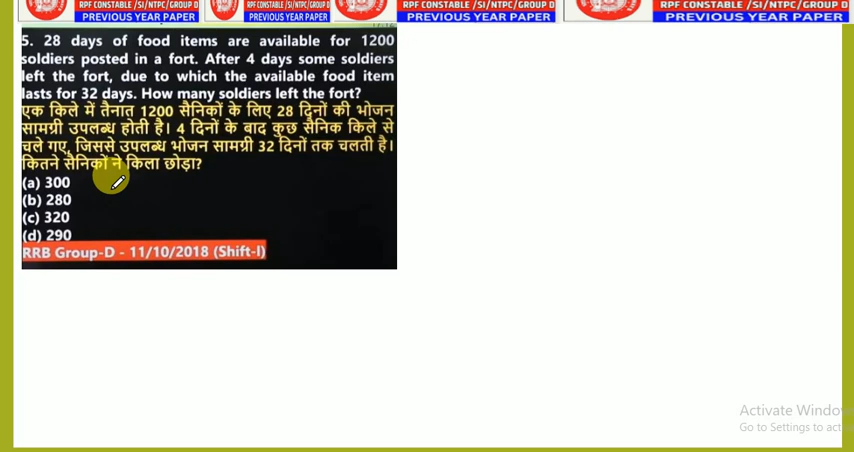 RPF CONSTABLE /SI/NTPC/GROUP D
PREVIOUS YEAR PAPER
RPF CONSTABLE /SI/NTPC/GROUP D
PREVIOUS YEAR PAPER
RPF CONSTABLE /SI/NTPC/GROUP D
PREVIOUS YEAR PAPER
RPF CONSTABLE /SI/NTPC/GROUP D
PREVIOUS YEAR PAPER
5. 28 days of food items are available for 1200
soldiers posted in a fort. After 4 days some soldiers
left the fort, due to which the available food item
lasts for 32 days. How many soldiers left the fort?
एक किले में तैनात 1200 सैनिकों के लिए 28 दिनों की भोजन
सामग्री उपलब्ध होती है। 4 दिनों के बाद कुछ सैनिक किले से
चले गए, जिससे उपलब्ध भोजन सामग्री 32 दिनों तक चलती है।
कितने सैनिकों ने किला छोड़ा?
(a) 300
(b) 280
(c) 320
(d) 290
RRB Group-D - 11/10/2018 (Shift-I)
Activate Windo
Go to Settings to act